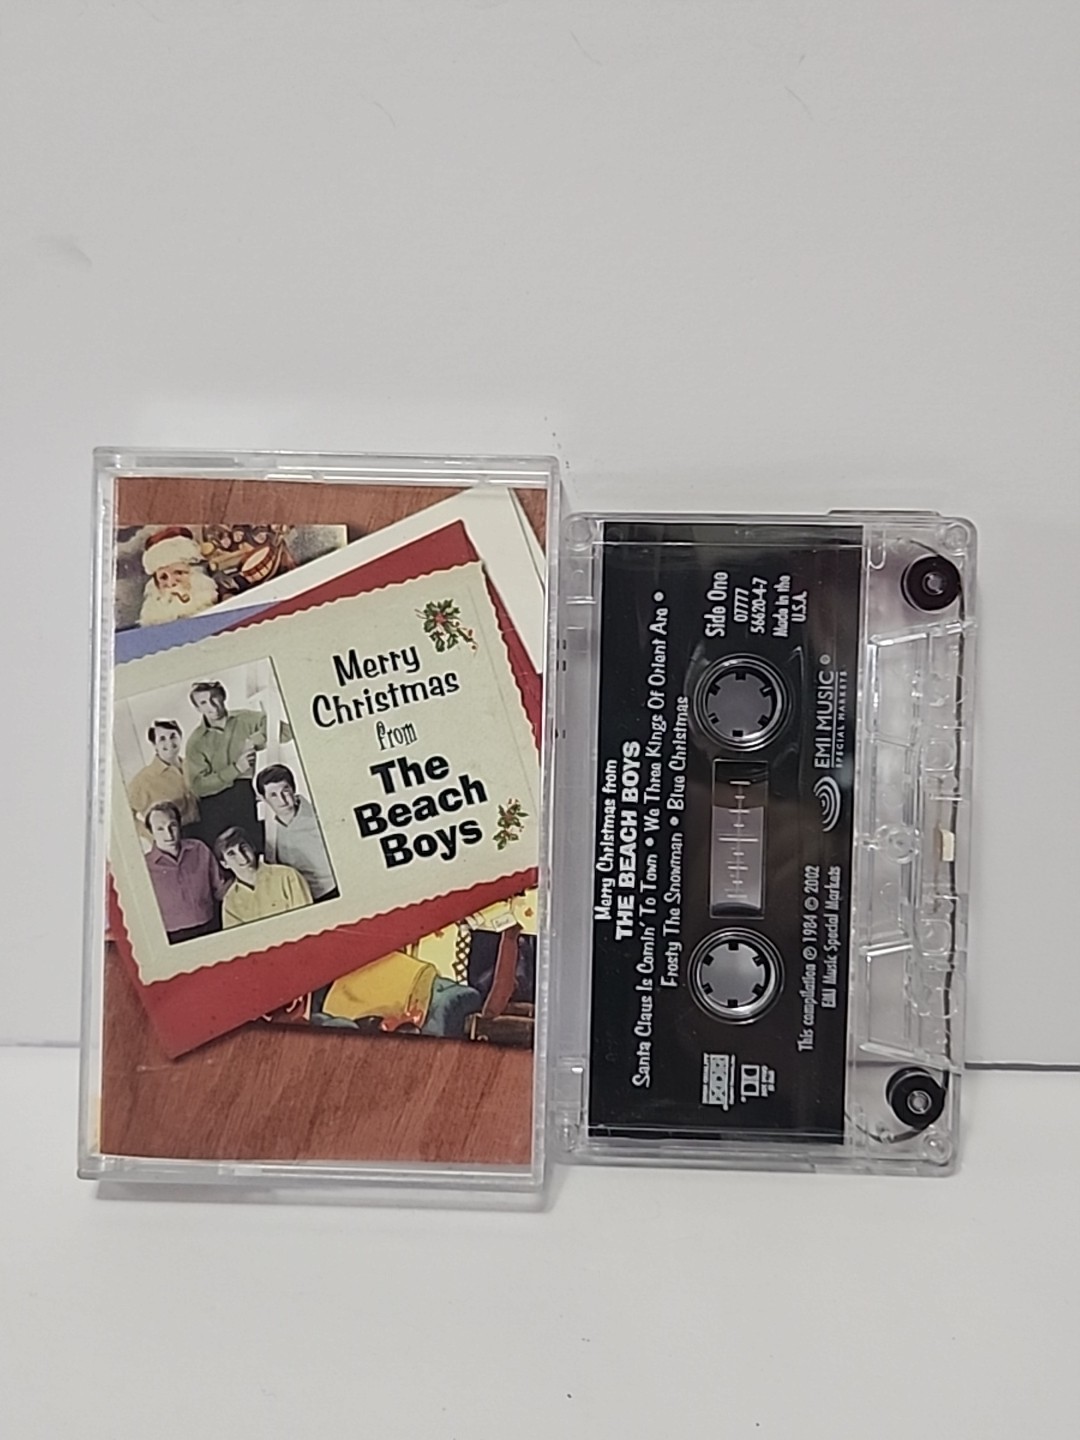 Merry
Christmas
from
The
Beach
Boys
Merry Christmas from
THE BEACH BOYS
Santa Claus Is Comin' To Town • We Three Kings Of Orient Are •
Frosty The Snowman • Blue Christmas
Side One
07777
56620-4-7
Made in the
U.S.A.
This compilation ℗ 1984 © 2002
EMI Music Special Markets
EMI MUSIC®
SPECIAL MARKETS